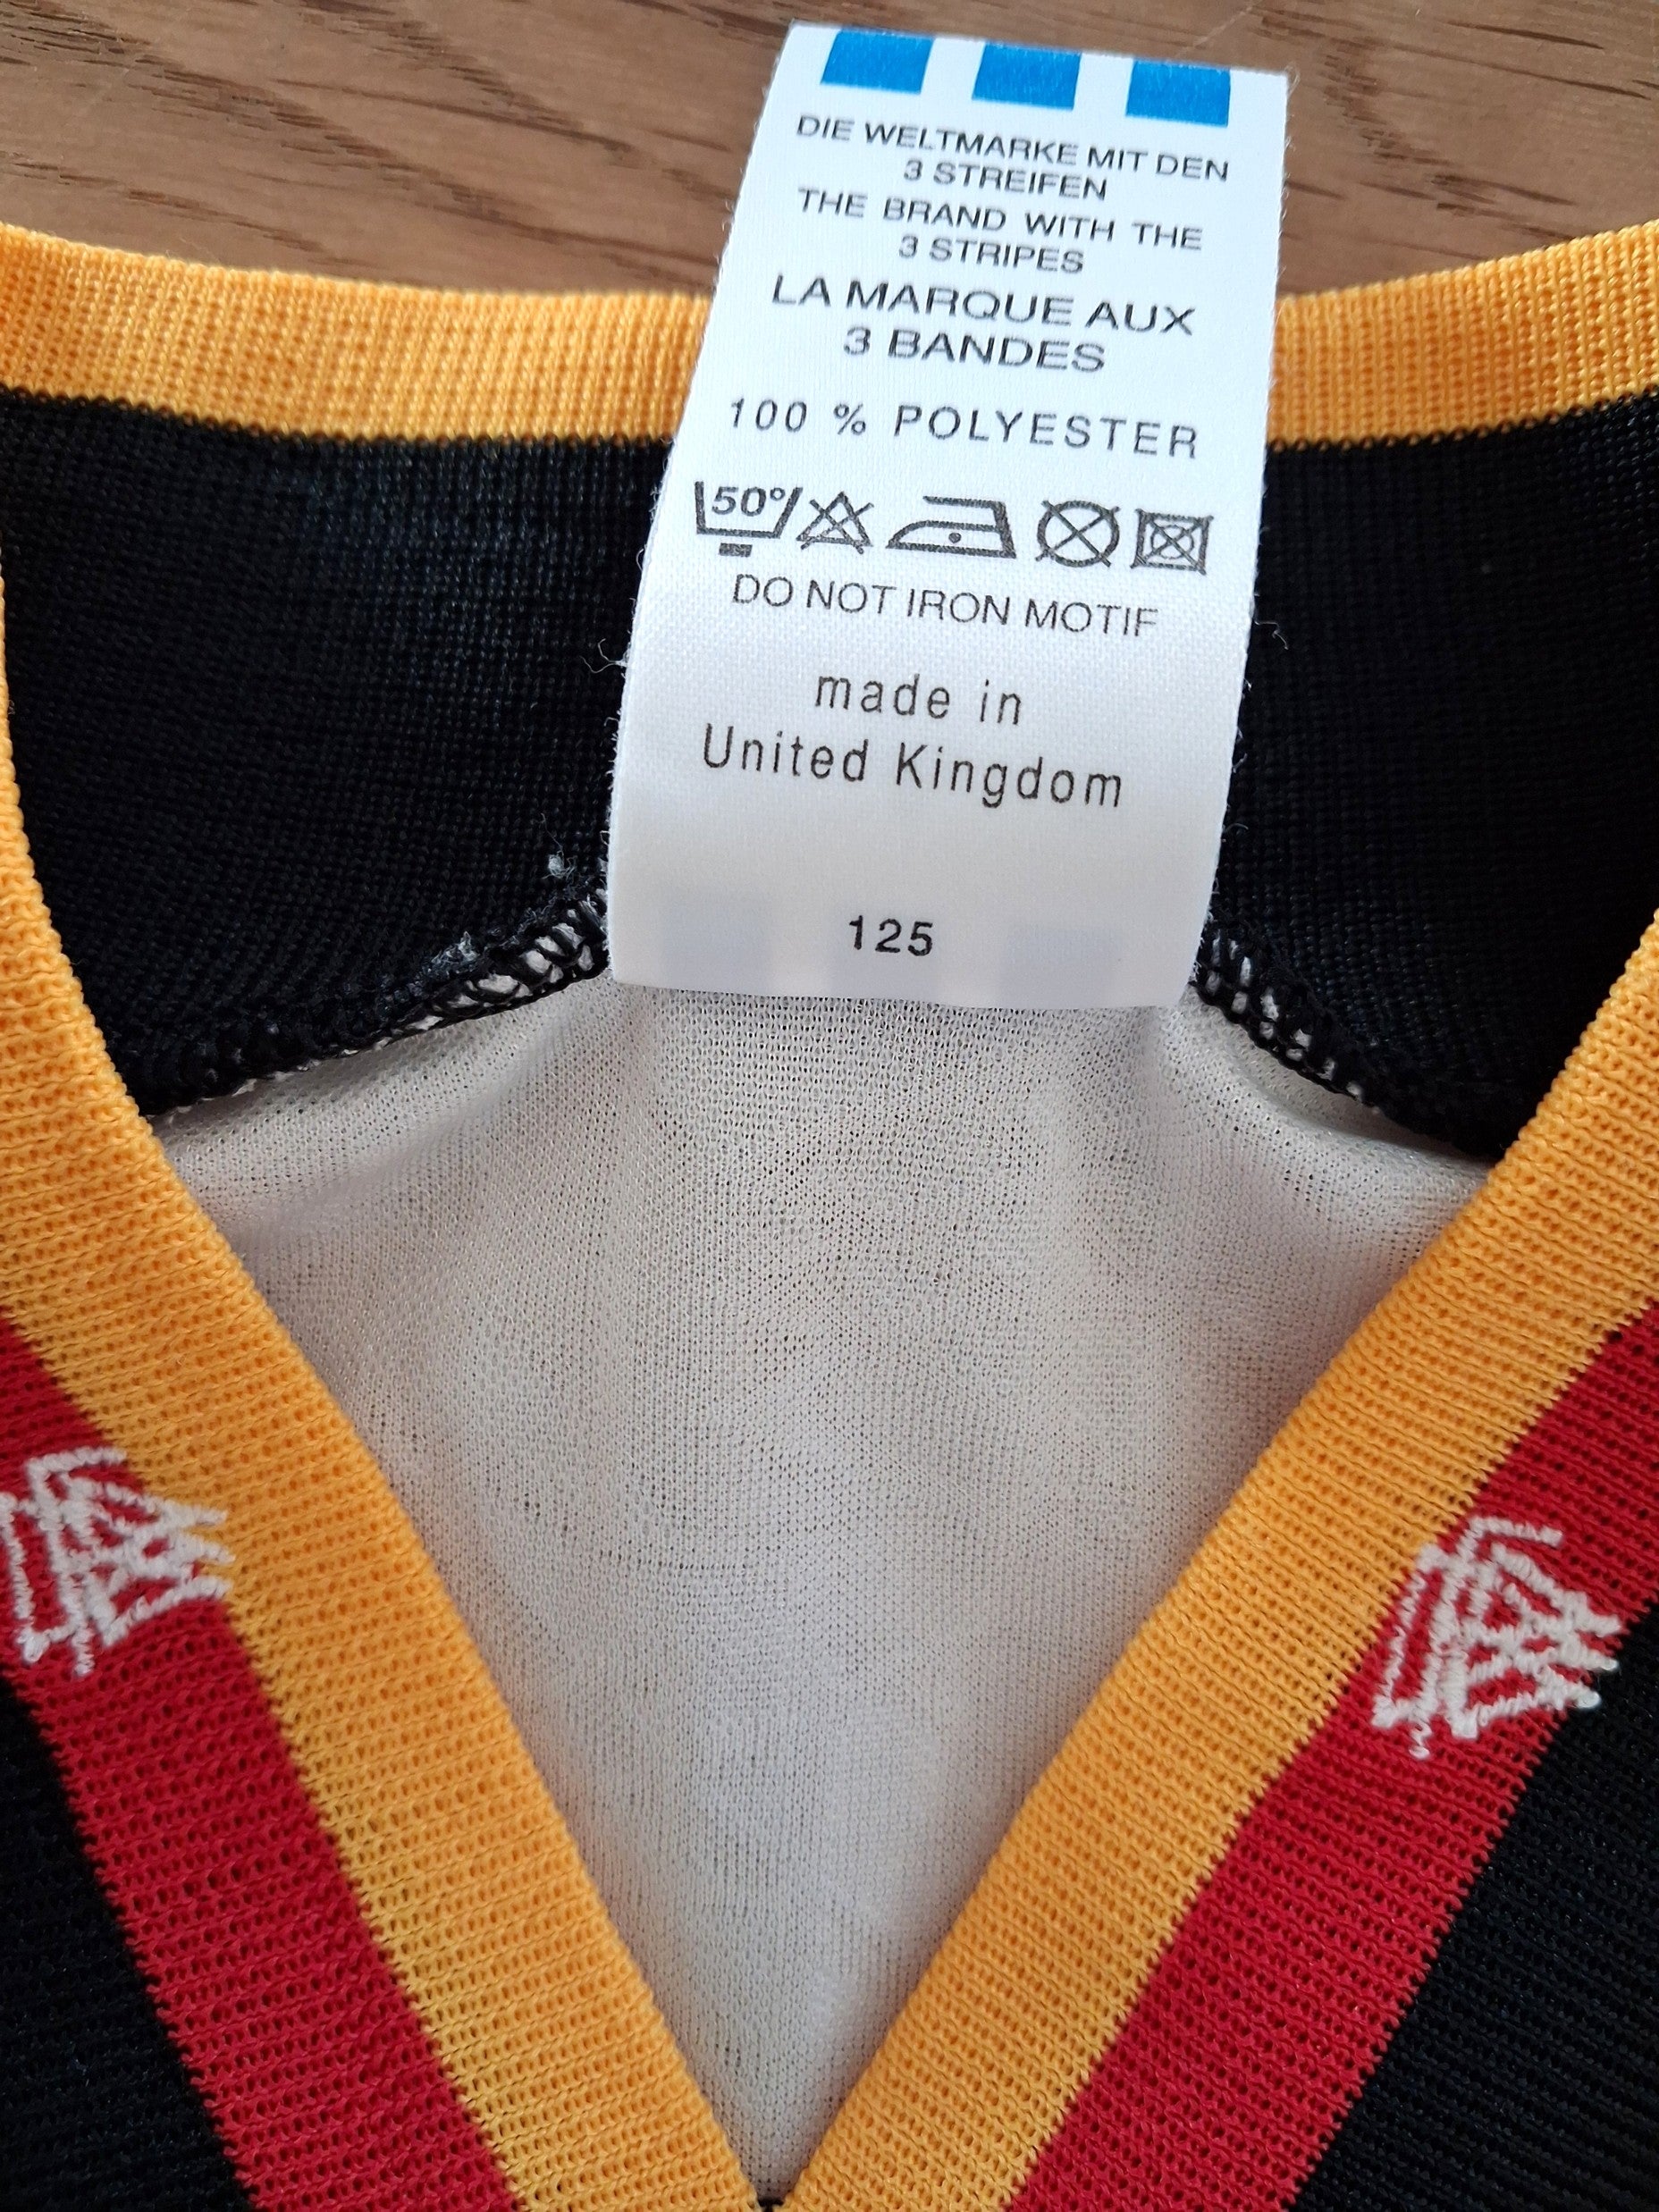 DIE WELTMARKE MIT DEN
3 STREIFEN
THE BRAND WITH THE
3 STRIPES
LA MARQUE AUX
3 BANDES
100 % POLYESTER
50°
DO NOT IRON MOTIF
made in
United Kingdom
125